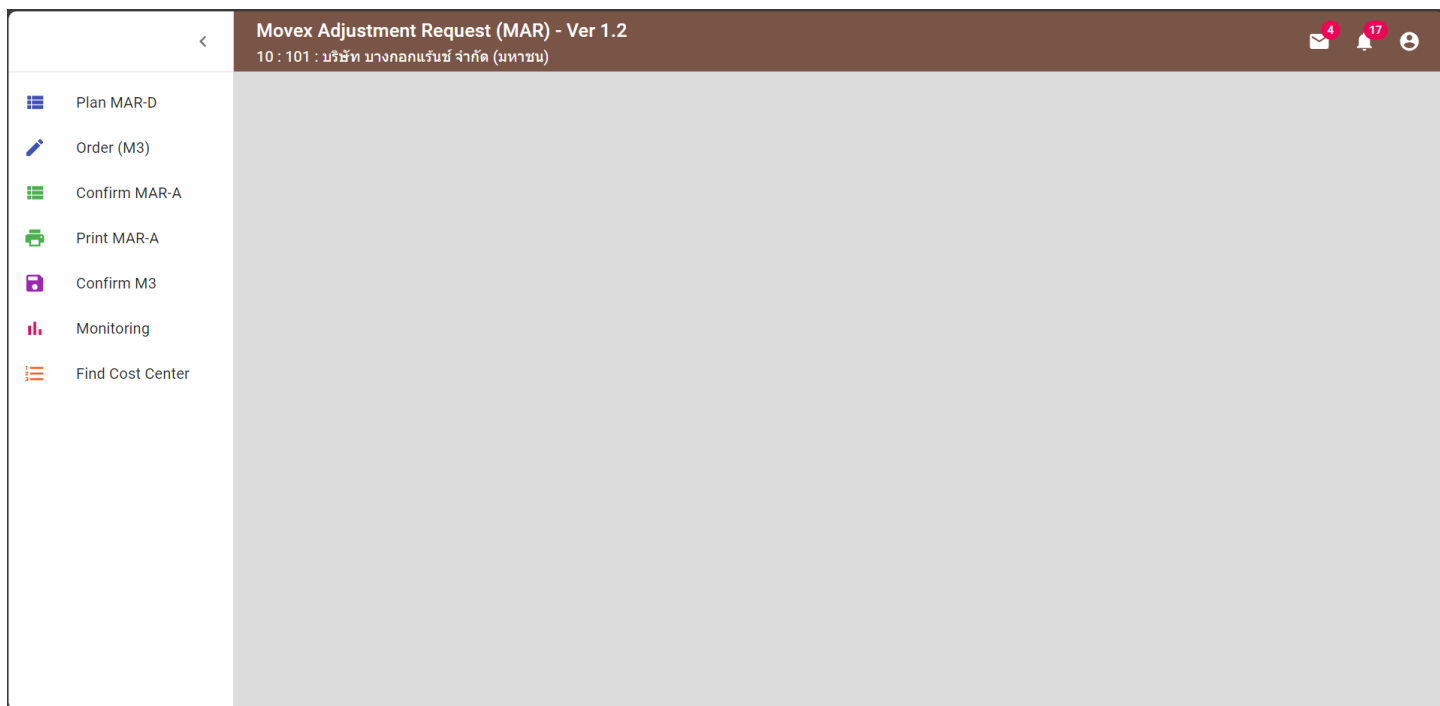 Movex Adjustment Request (MAR) - Ver 1.2
10 : 101 : บริษัท บางกอกแร้นช์ จำกัด (มหาชน)
4
17
Plan MAR-D
Order (M3)
Confirm MAR-A
Print MAR-A
Confirm M3
Monitoring
Find Cost Center